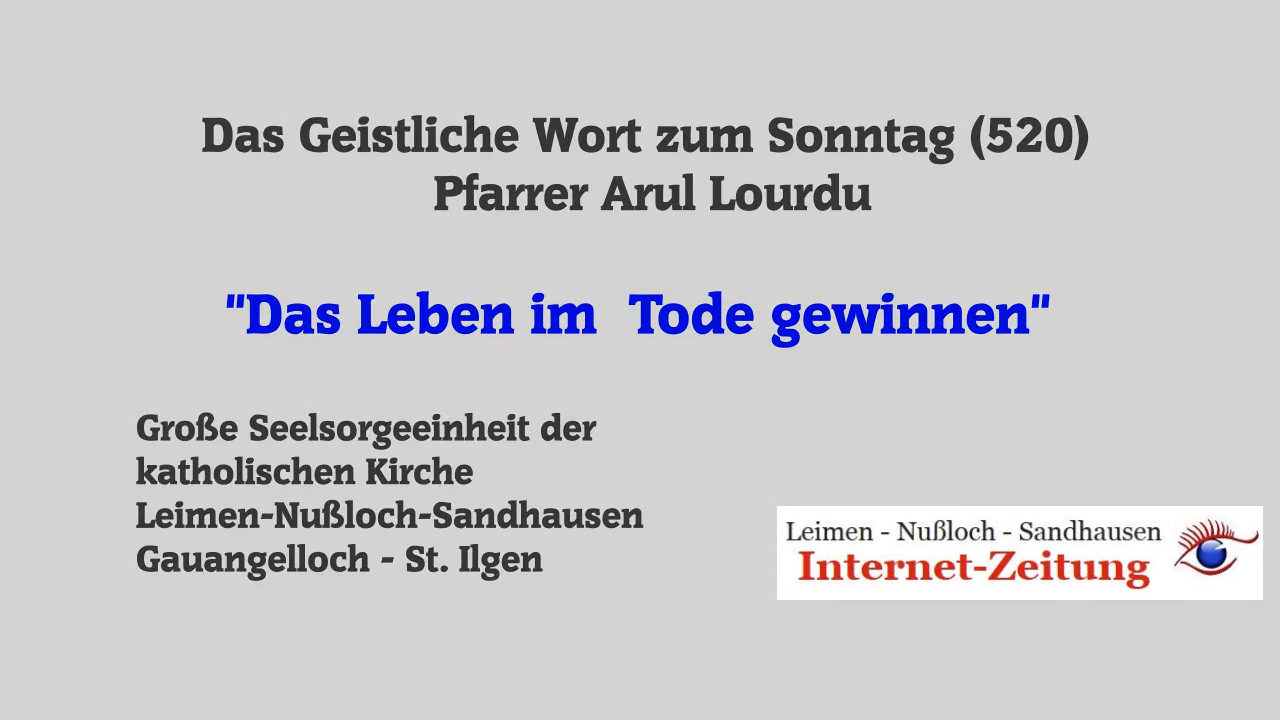 Das Geistliche Wort zum Sonntag (520)
Pfarrer Arul Lourdu
"Das Leben im  Tode gewinnen"
Große Seelsorgeeinheit der
katholischen Kirche
Leimen-Nußloch-Sandhausen
Gauangelloch - St. Ilgen
Leimen - Nußloch - Sandhausen
Internet-Zeitung